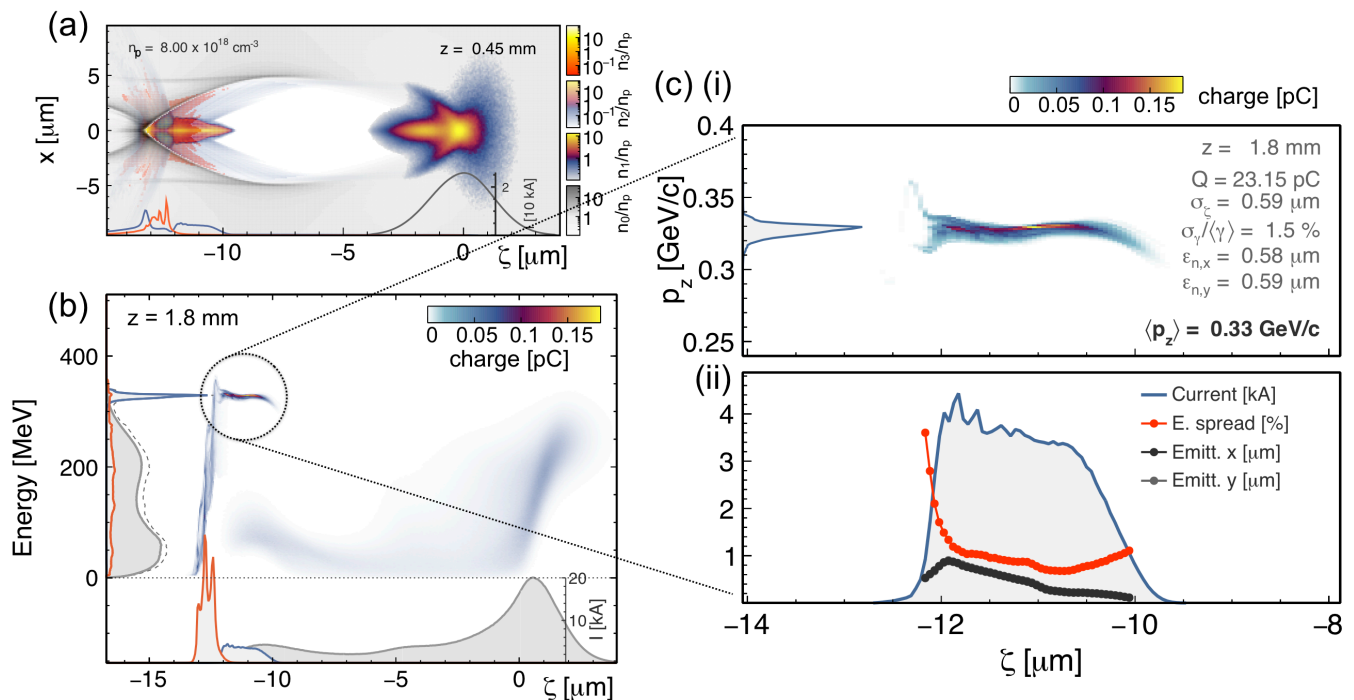 (a)
n_p = 8.00 x 10^18 cm^-3
z = 0.45 mm
x [μm]
5
0
−5
−10
0
ζ [μm]
2
[10 kA]
10
10^-1
n_3/n_p
10
10^-1
n_2/n_p
10
1
n_1/n_p
10
1
n_0/n_p
(b)
z = 1.8 mm
0 0.05 0.1 0.15
charge [pC]
Energy [MeV]
400
200
0
20
10
I [kA]
−15 −10 −5 0
ζ [μm]
(c) (i)
0 0.05 0.1 0.15
charge [pC]
p_z [GeV/c]
0.4
0.3
z = 1.8 mm
Q = 23.15 pC
σ_ζ = 0.59 μm
σ_γ/⟨γ⟩ = 1.5 %
ε_n,x = 0.58 μm
ε_n,y = 0.59 μm
⟨p_z⟩ = 0.33 GeV/c
−14 −12 −10 −8
(ii)
4
3
2
1
Current [kA]
E. spread [%]
Emitt. x [μm]
Emitt. y [μm]
−14 −12 −10 −8
ζ [μm]